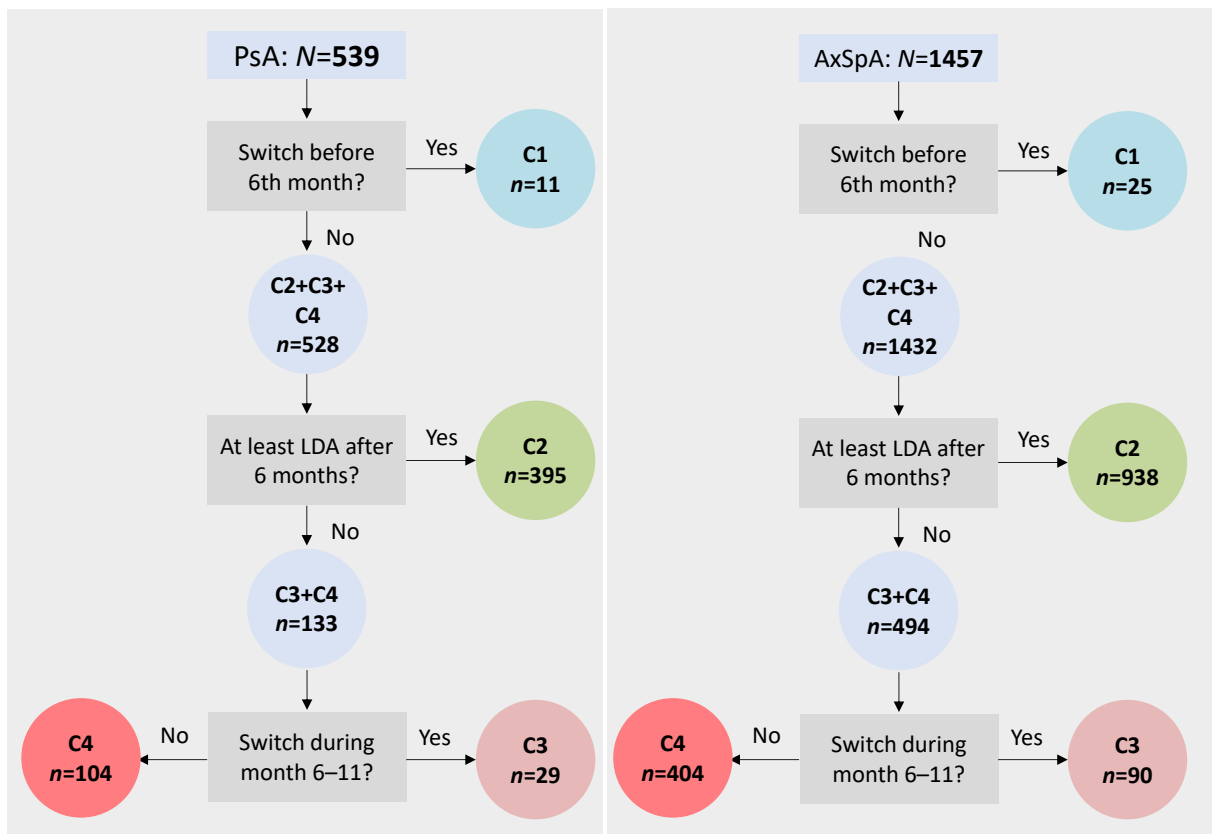 PsA: N=539
Switch before
6th month?
Yes
C1
n=11
No
C2+C3+
C4
n=528
At least LDA after
6 months?
Yes
C2
n=395
No
C3+C4
n=133
Switch during
month 6–11?
No
C4
n=104
Yes
C3
n=29
AxSpA: N=1457
Switch before
6th month?
Yes
C1
n=25
No
C2+C3+
C4
n=1432
At least LDA after
6 months?
Yes
C2
n=938
No
C3+C4
n=494
Switch during
month 6–11?
No
C4
n=404
Yes
C3
n=90